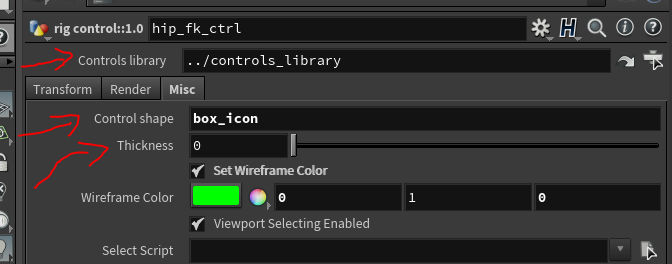 rig control::1.0 hip_fk_ctrl
Controls library ../controls_library
Transform Render Misc
Control shape box_icon
Thickness 0
Set Wireframe Color
Wireframe Color 0 1 0
Viewport Selecting Enabled
Select Script